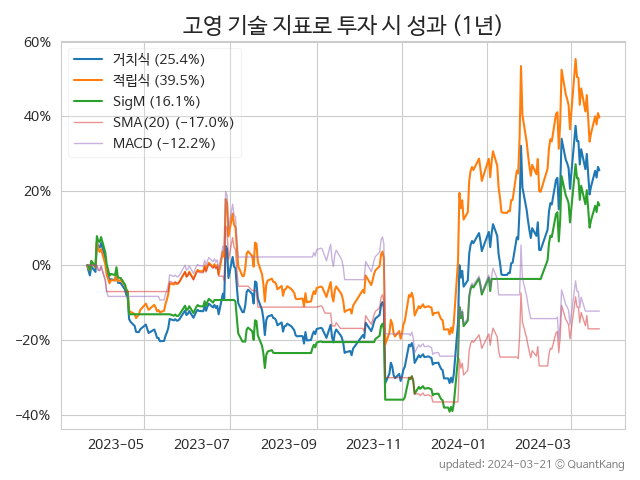 고영 기술 지표로 투자 시 성과 (1년)
60%
40%
20%
0%
−20%
−40%
거치식 (25.4%)
적립식 (39.5%)
SigM (16.1%)
SMA(20) (−17.0%)
MACD (−12.2%)
2023−05
2023−07
2023−09
2023−11
2024−01
2024−03
updated: 2024−03−21 © QuantKang